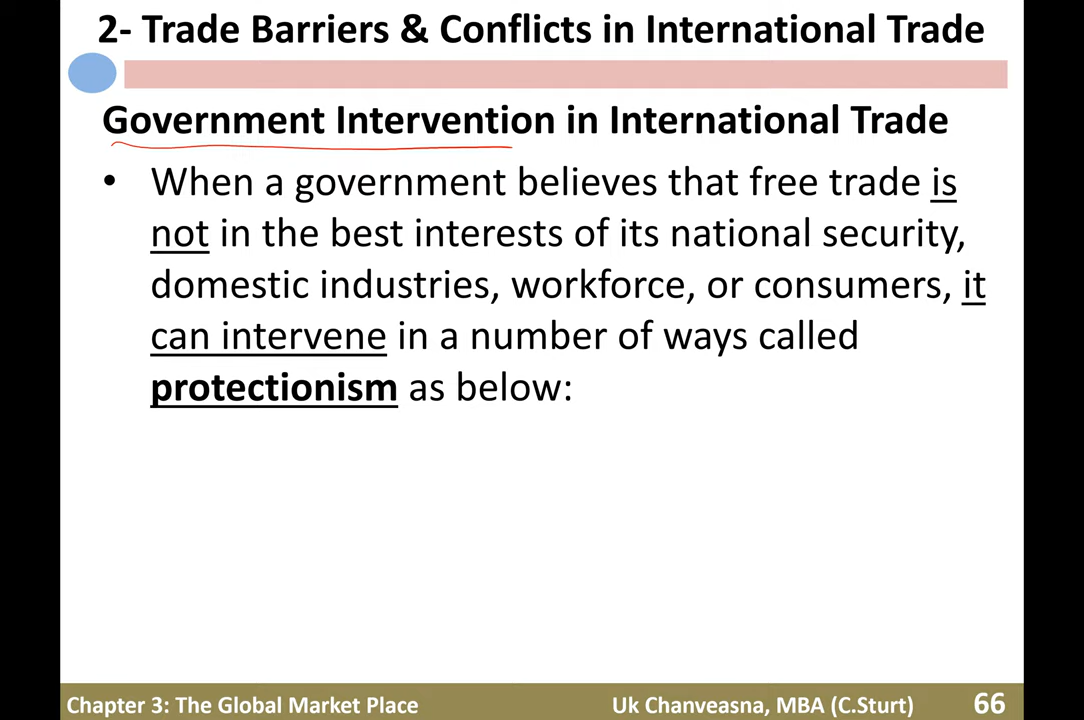 2- Trade Barriers & Conflicts in International Trade
Government Intervention in International Trade
• When a government believes that free trade is
not in the best interests of its national security,
domestic industries, workforce, or consumers, it
can intervene in a number of ways called
protectionism as below:
Chapter 3: The Global Market Place Uk Chanveasna, MBA (C.Sturt) 66